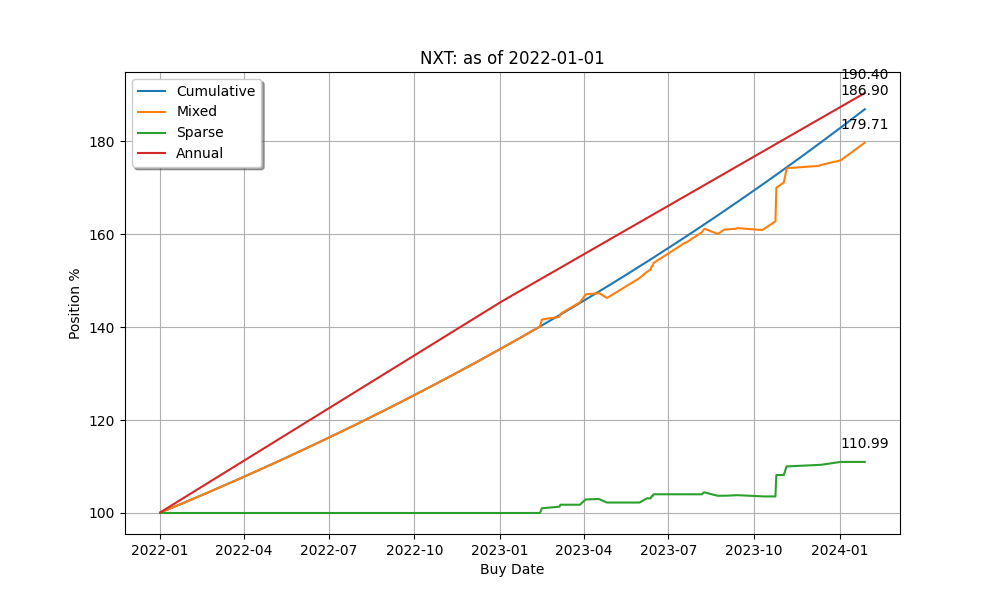 NXT: as of 2022-01-01
190.40
186.90
179.71
110.99
Cumulative
Mixed
Sparse
Annual
Position %
180
160
140
120
100
2022-01 2022-04 2022-07 2022-10 2023-01 2023-04 2023-07 2023-10 2024-01
Buy Date